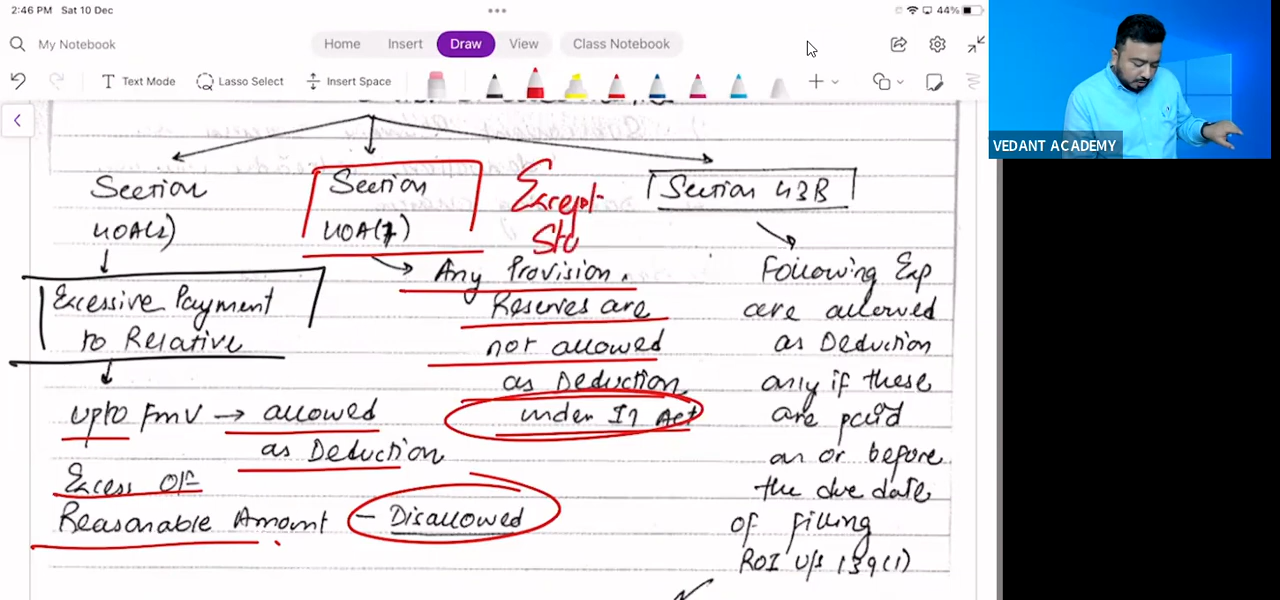 2:46 PM Sat 10 Dec
44%
My Notebook
Home Insert Draw View Class Notebook
Text Mode Lasso Select Insert Space
VEDANT ACADEMY
Section
40A(2)
Excessive Payment
to Relative
upto FMV → allowed
as Deduction
Excess or
Reasonable Amount - Disallowed
Section
40A(7)
Except
Sta
Any Provision.
Reserves are
not allowed
as Deduction
under IT Act
Section 43B
Following Exp
are allowed
as Deduction
only if these
are paid
on or before
the due date
of filling
ROI u/s 139(1)